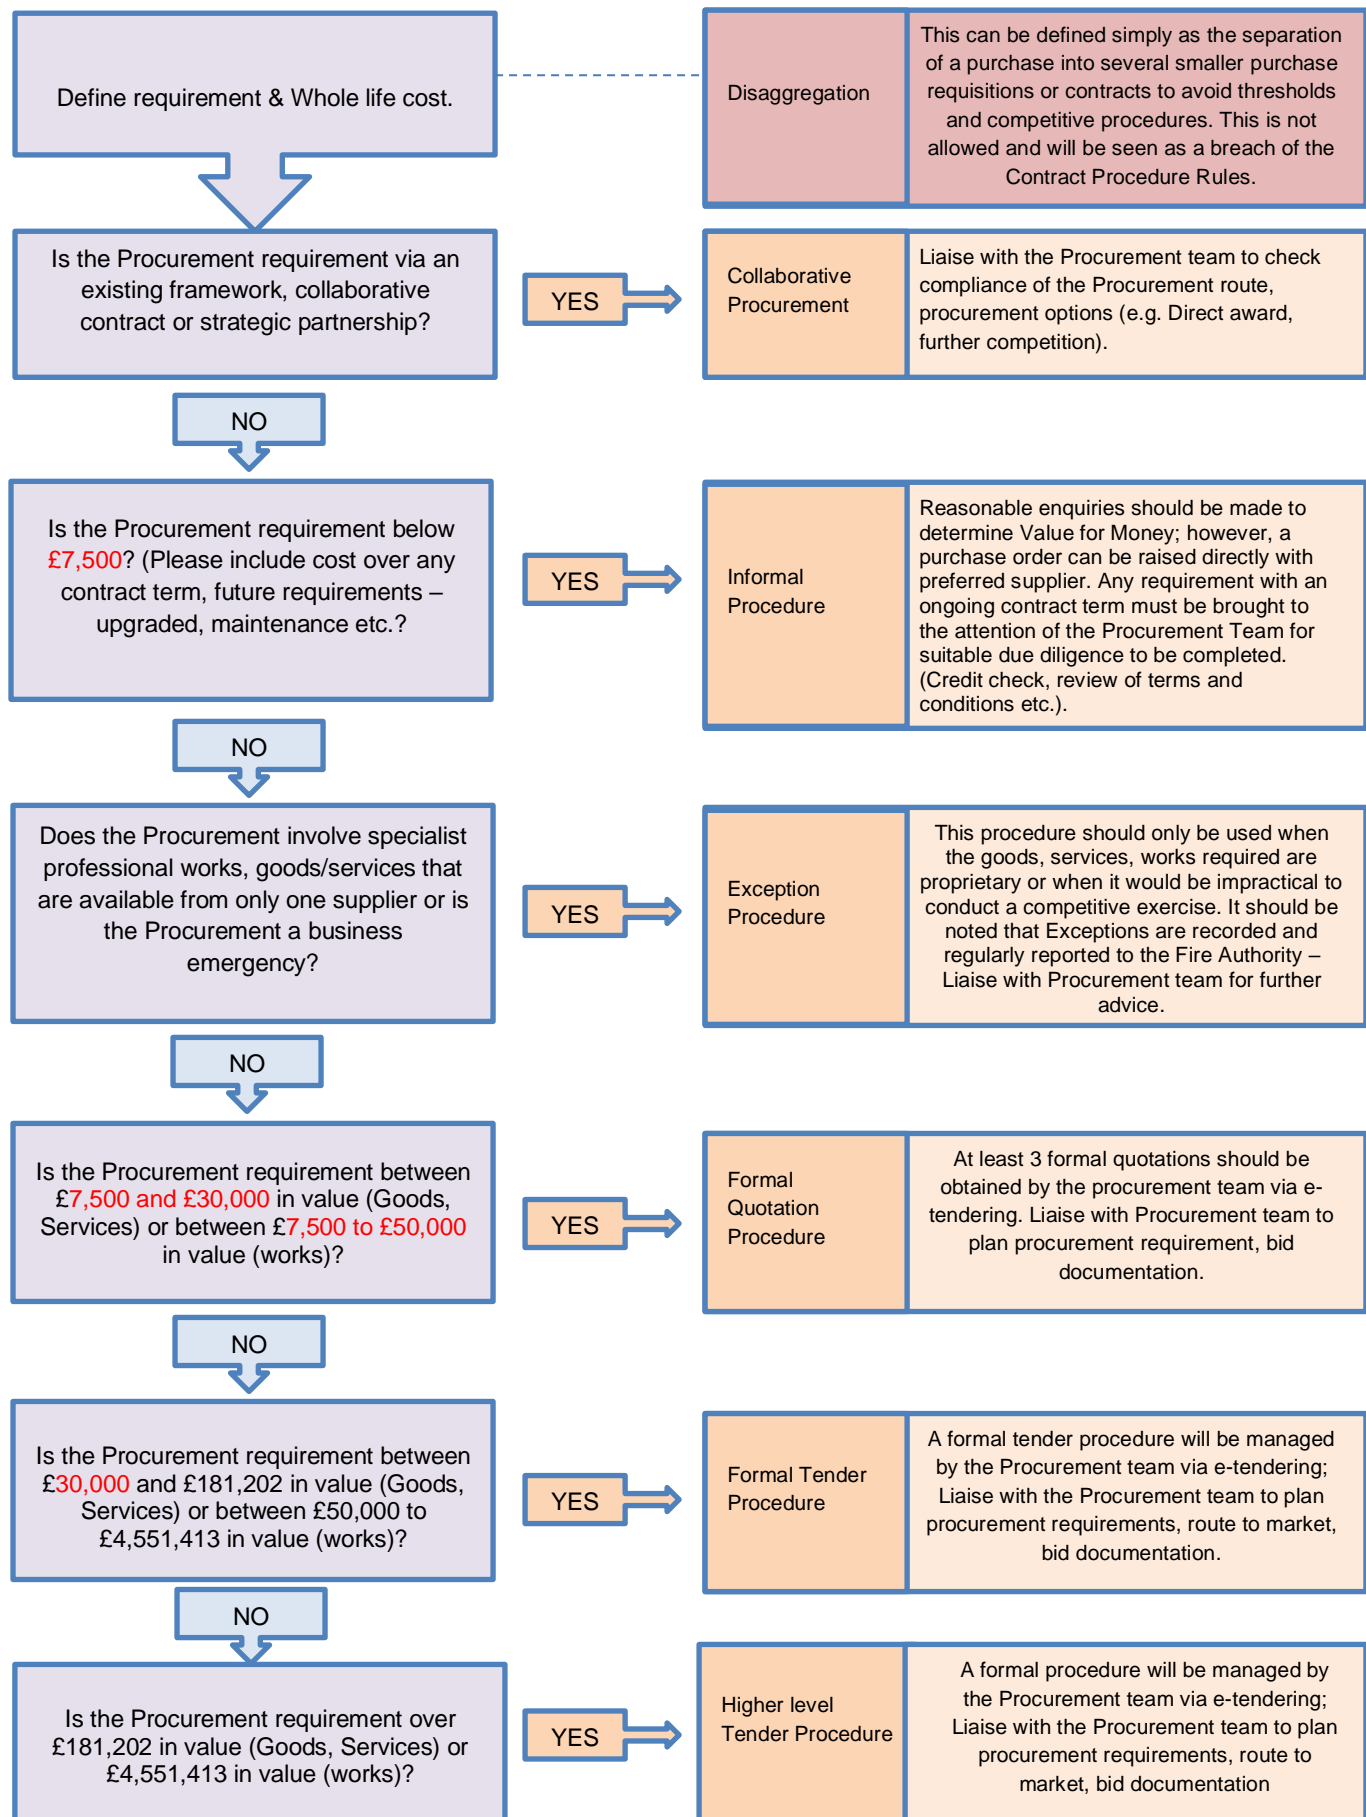 Define requirement & Whole life cost.
Disaggregation
This can be defined simply as the separation
of a purchase into several smaller purchase
requisitions or contracts to avoid thresholds
and competitive procedures. This is not
allowed and will be seen as a breach of the
Contract Procedure Rules.
Is the Procurement requirement via an
existing framework, collaborative
contract or strategic partnership?
YES
Collaborative
Procurement
Liaise with the Procurement team to check
compliance of the Procurement route,
procurement options (e.g. Direct award,
further competition).
NO
Is the Procurement requirement below
£7,500? (Please include cost over any
contract term, future requirements –
upgraded, maintenance etc.?
YES
Informal
Procedure
Reasonable enquiries should be made to
determine Value for Money; however, a
purchase order can be raised directly with
preferred supplier. Any requirement with an
ongoing contract term must be brought to
the attention of the Procurement Team for
suitable due diligence to be completed.
(Credit check, review of terms and
conditions etc.).
NO
Does the Procurement involve specialist
professional works, goods/services that
are available from only one supplier or is
the Procurement a business
emergency?
YES
Exception
Procedure
This procedure should only be used when
the goods, services, works required are
proprietary or when it would be impractical to
conduct a competitive exercise. It should be
noted that Exceptions are recorded and
regularly reported to the Fire Authority –
Liaise with Procurement team for further
advice.
NO
Is the Procurement requirement between
£7,500 and £30,000 in value (Goods,
Services) or between £7,500 to £50,000
in value (works)?
YES
Formal
Quotation
Procedure
At least 3 formal quotations should be
obtained by the procurement team via e-
tendering. Liaise with Procurement team to
plan procurement requirement, bid
documentation.
NO
Is the Procurement requirement between
£30,000 and £181,202 in value (Goods,
Services) or between £50,000 to
£4,551,413 in value (works)?
YES
Formal Tender
Procedure
A formal tender procedure will be managed
by the Procurement team via e-tendering;
Liaise with the Procurement team to plan
procurement requirements, route to market,
bid documentation.
NO
Is the Procurement requirement over
£181,202 in value (Goods, Services) or
£4,551,413 in value (works)?
YES
Higher level
Tender Procedure
A formal procedure will be managed by
the Procurement team via e-tendering;
Liaise with the Procurement team to plan
procurement requirements, route to
market, bid documentation